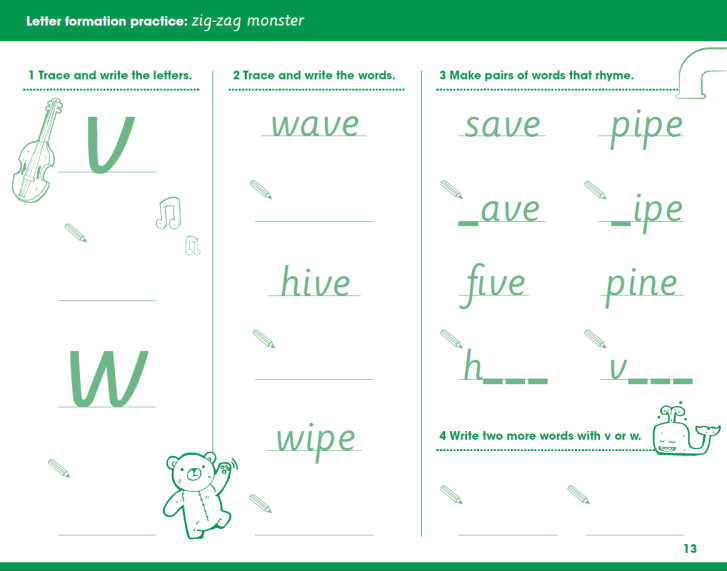 Letter formation practice: zig-zag monster
1 Trace and write the letters.
v
w
2 Trace and write the words.
wave
hive
wipe
3 Make pairs of words that rhyme.
save pipe
_ave _ipe
five pine
h___ v___
4 Write two more words with v or w.
13